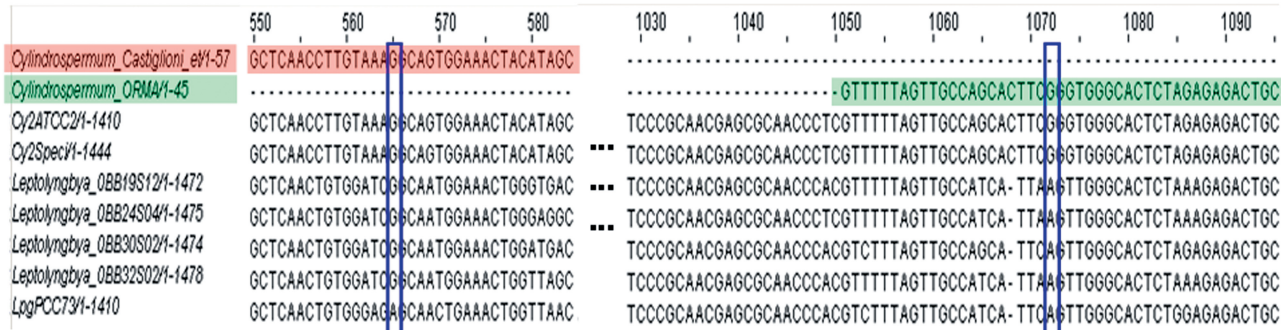 550 560 570 580 1030 1040 1050 1060 1070 1080 1090
Cylindrospermum_Castiglioni_et/1-57 GCTCAACCTTGTAAAGGCAGTGGAAACTACATAGC
Cylindrospermum_ORMA/1-45 -GTTTTTAGTTGCCAGCACTTCGGGTGGGCACTCTAGAGAGACTGC
Cy2ATCC2/1-1410 GCTCAACCTTGTAAAGGCAGTGGAAACTACATAGC TCCCGCAACGAGCGCAACCCTCGTTTTTAGTTGCCAGCACTTCGGGTGGGCACTCTAGAGAGACTGC
Cy2Speci/1-1444 GCTCAACCTTGTAAAGGCAGTGGAAACTACATAGC ... TCCCGCAACGAGCGCAACCCTCGTTTTTAGTTGCCAGCACTTCGGGTGGGCACTCTAGAGAGACTGC
Leptolyngbya_0BB19S12/1-1472 GCTCAACTGTGGATCGGCAATGGAAACTGGGTGAC ... TCCCGCAACGAGCGCAACCCTCGTTTTTAGTTGCCATCA-TTAAGTTGGGCACTCTAAAGAGACTGC
Leptolyngbya_0BB24S04/1-1475 GCTCAACTGTGGATCGGCAATGGAAACTGGGAGGC ... TCCCGCAACGAGCGCAACCCTCGTTTTTAGTTGCCATCA-TTAAGTTGGGCACTCTAAAGAGACTGC
Leptolyngbya_0BB30S02/1-1474 GCTCAACTGTGGATCGGCAATGGAAACTGGATGAC TCCCGCAACGAGCGCAACCCACGTCTTTAGTTGCCAGCA-TTCAGTTGGGCACTCTAGAGAGACTGC
Leptolyngbya_0BB32S02/1-1478 GCTCAACTGTGGATCGGCAATGGAAACTGGTTAGC TCCCGCAACGAGCGCAACCCACGTTTTTAGTTGCCATCA-TTAAGTTGGGCACTCTAAAGAGACTGC
LpgPCC73/1-1410 GCTCAACTGTGGGAGAGCAACTGAAACTGGTTAAC TCCCGCAACGAGCGCAACCCACGTTTTTAGTTGCCATCA-TTCAGTTGGGCACTCTGGAGAGACTGC